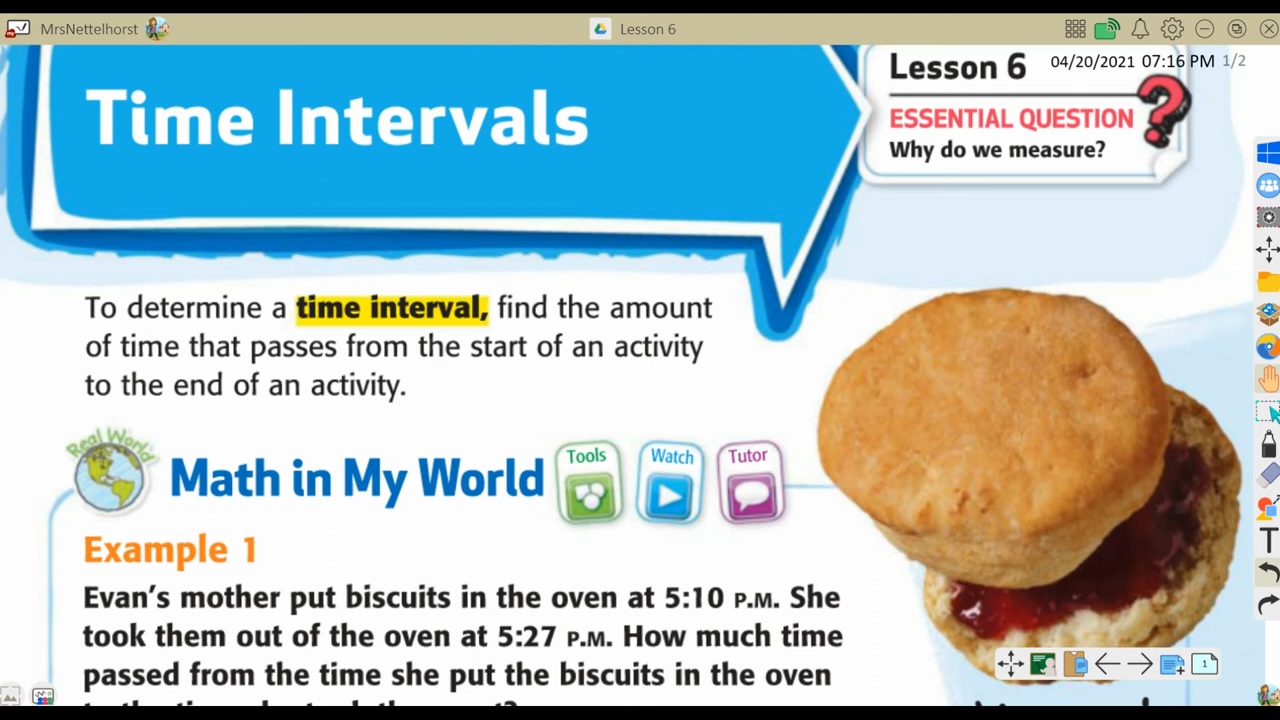 MrsNettelhorst
Lesson 6
Time Intervals
Lesson 6
04/20/2021 07:16 PM 1/2
ESSENTIAL QUESTION
Why do we measure?
To determine a time interval, find the amount
of time that passes from the start of an activity
to the end of an activity.
Real World
Math in My World
Tools
Watch
Tutor
Example 1
Evan's mother put biscuits in the oven at 5:10 P.M. She
took them out of the oven at 5:27 P.M. How much time
passed from the time she put the biscuits in the oven
1